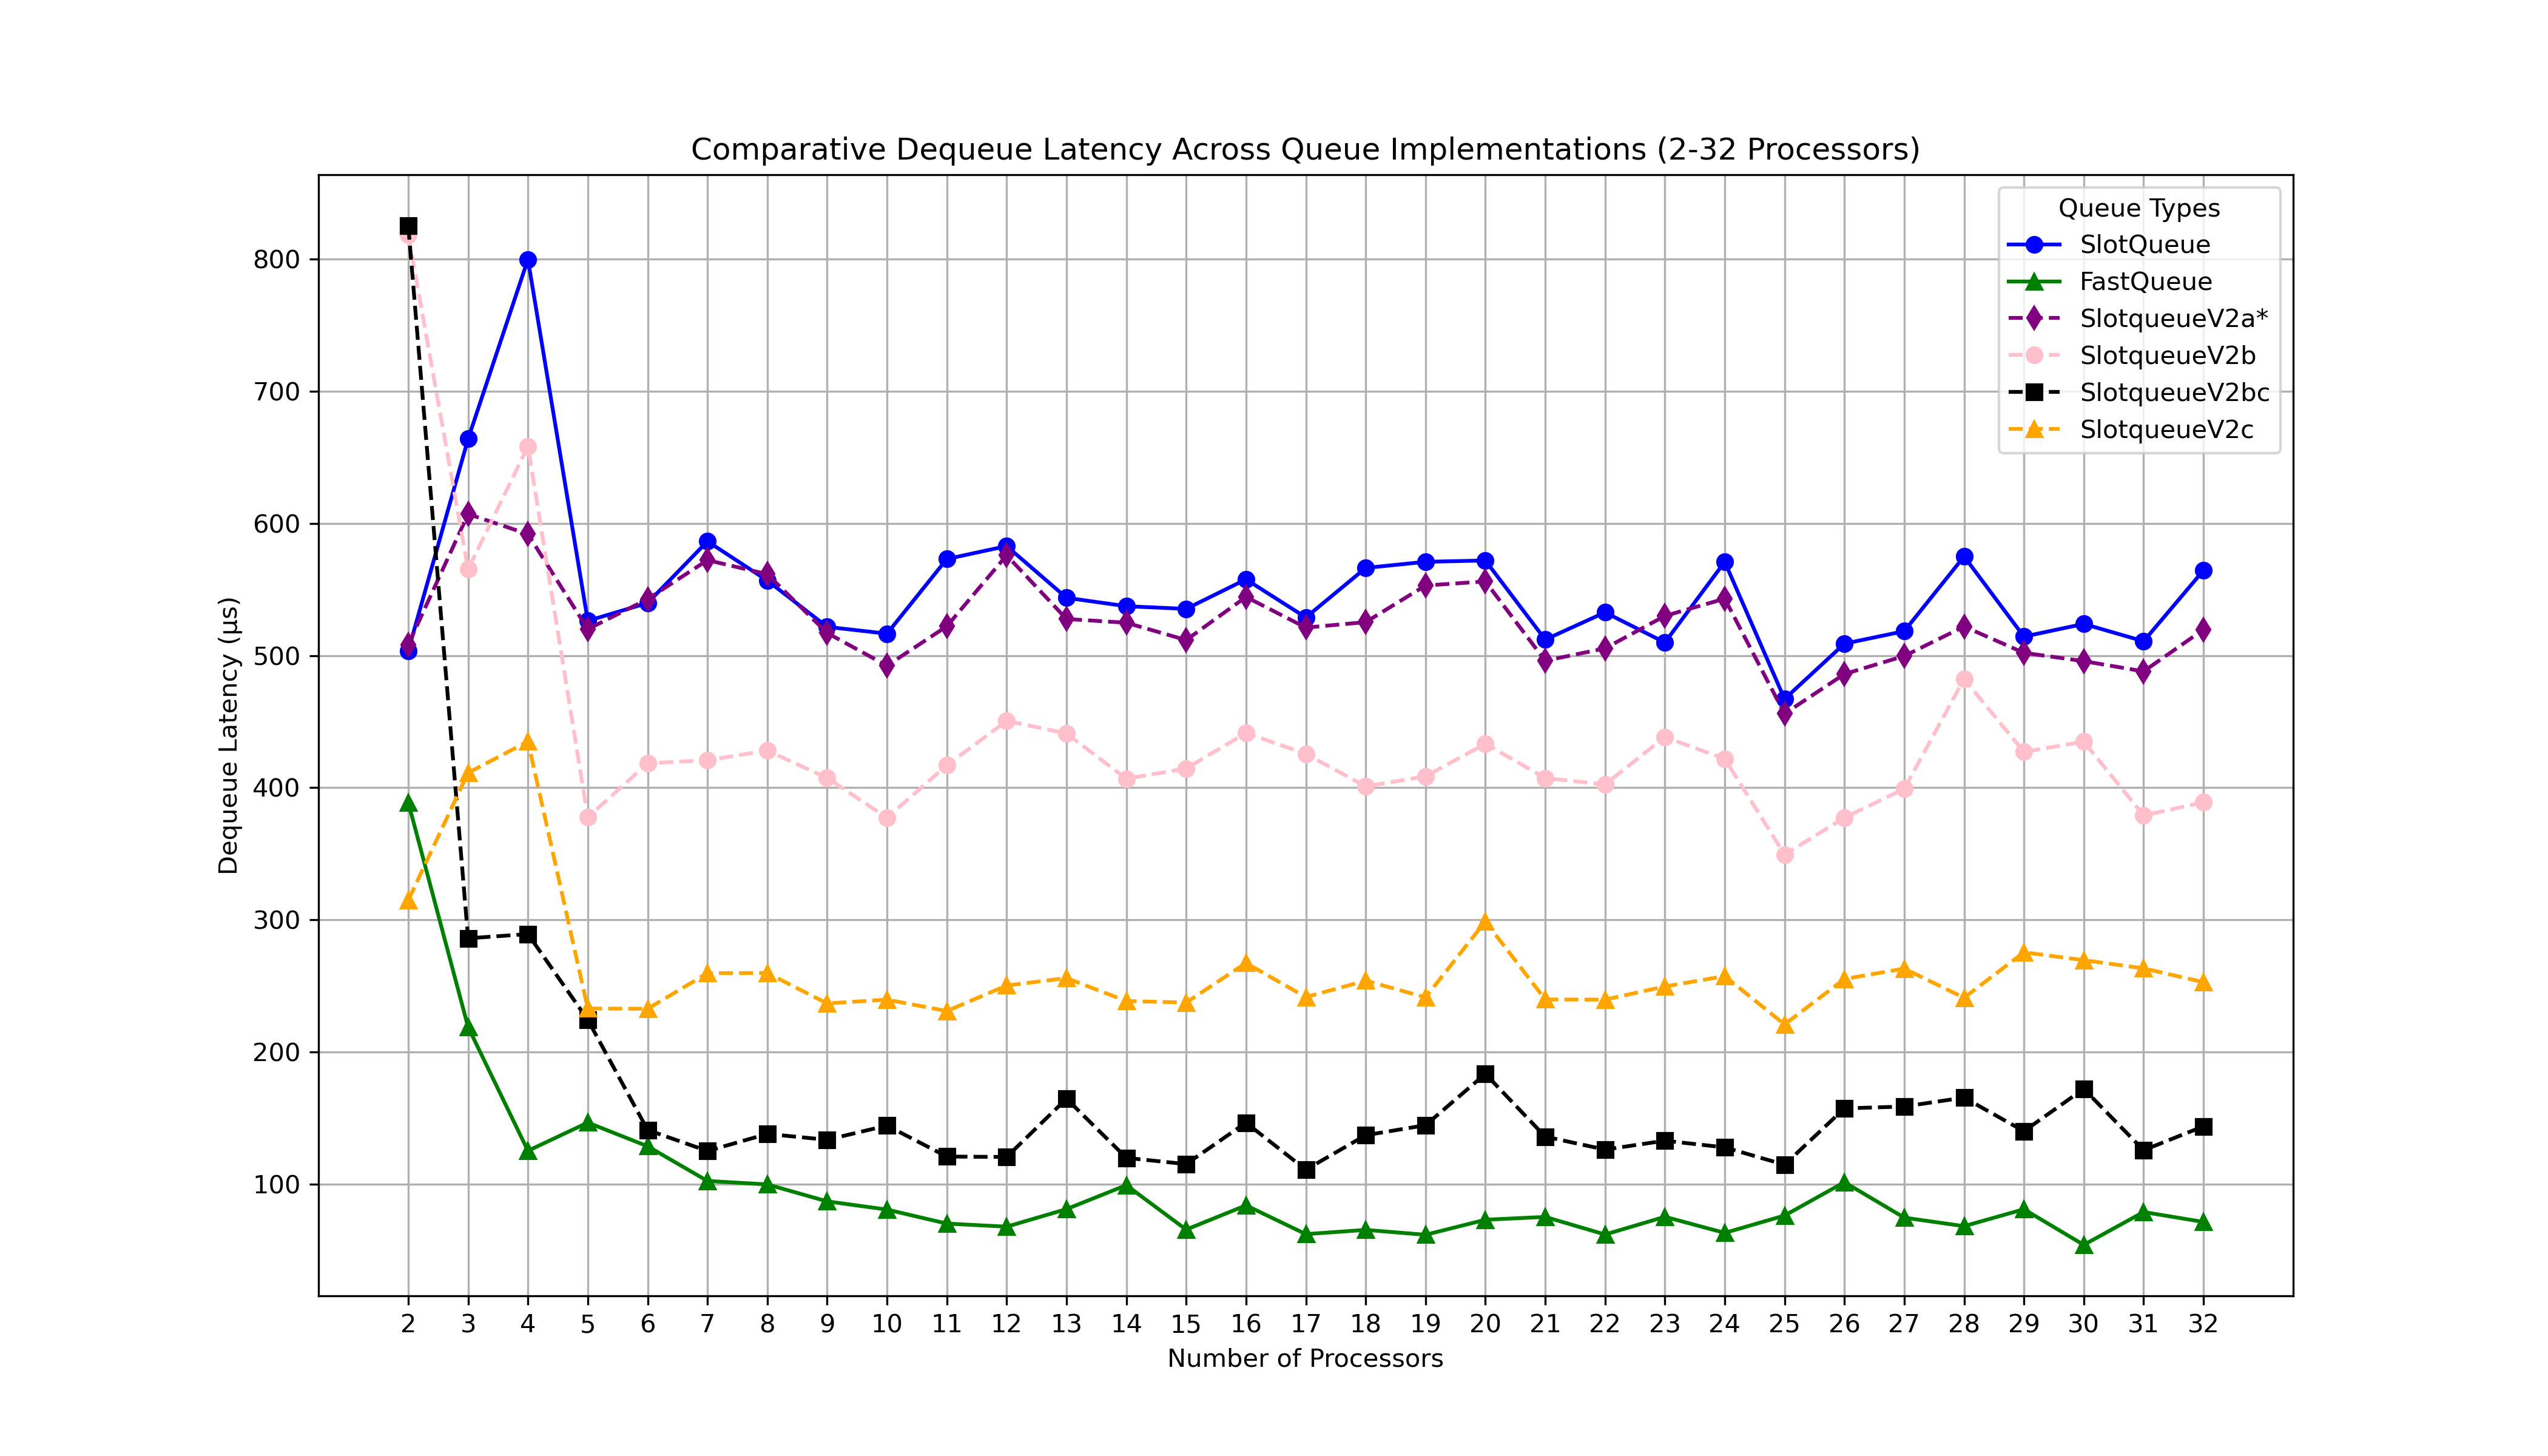 Comparative Dequeue Latency Across Queue Implementations (2-32 Processors)
Queue Types
SlotQueue
FastQueue
SlotqueueV2a*
SlotqueueV2b
SlotqueueV2bc
SlotqueueV2c
Dequeue Latency (μs)
800
700
600
500
400
300
200
100
2 3 4 5 6 7 8 9 10 11 12 13 14 15 16 17 18 19 20 21 22 23 24 25 26 27 28 29 30 31 32
Number of Processors